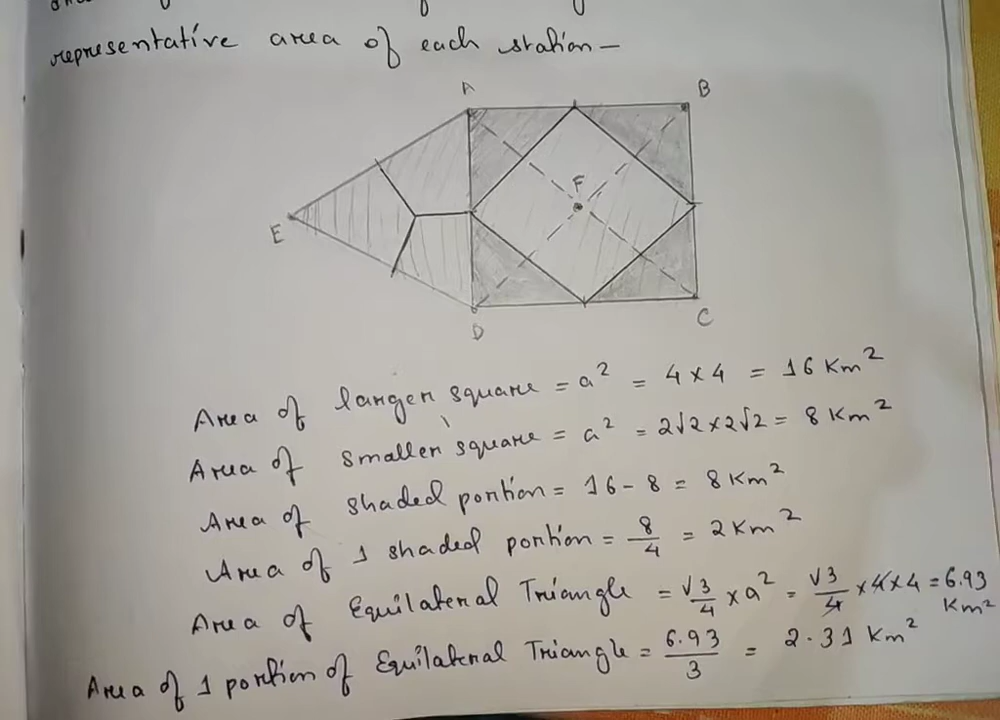 representative area of each station –
A
B
F
E
D
C
Area of larger square = a² = 4 × 4 = 16 Km²
Area of smaller square = a² = 2√2 × 2√2 = 8 Km²
Area of shaded portion = 16 - 8 = 8 Km²
Area of 1 shaded portion = 8/4 = 2 Km²
Area of Equilateral Triangle = √3/4 × a² = √3/4 × 4 × 4 = 6.93 Km²
Area of 1 portion of Equilateral Triangle = 6.93/3 = 2.31 Km²